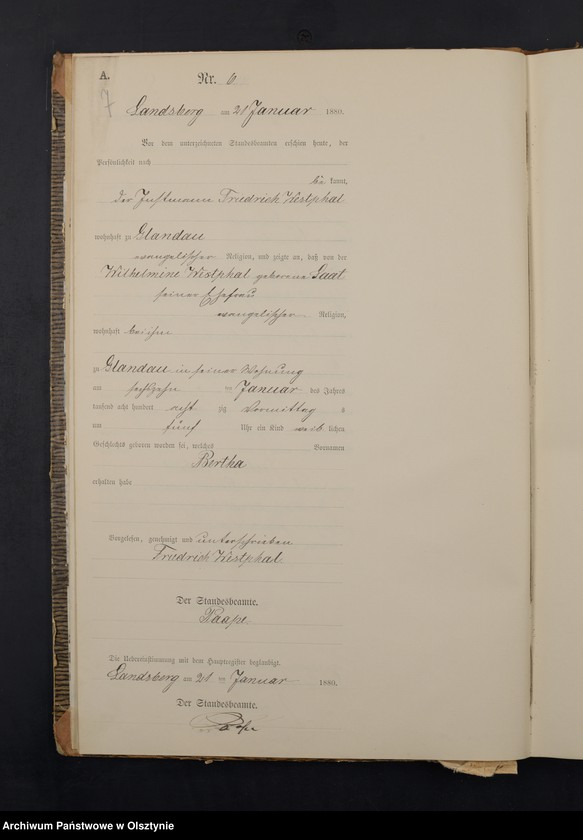 A.
Nr. 6
7
Landsberg am 21 Januar 1880.
Vor dem unterzeichneten Standesbeamten erschien heute, der
Persönlichkeit nach
be kannt,
der Instmann Friedrich Westphal
wohnhaft zu Glandau
evangelischer Religion, und zeigte an, daß von der
Wilhelmine Westphal geborene Saat
seiner Ehefrau
evangelischer Religion,
wohnhaft bei ihm
zu Glandau in seiner Wohnung
am sechszehn ten Januar des Jahres
tausend acht hundert acht zig Vormittag s
um fünf Uhr ein Kind weib lichen
Geschlechts geboren worden sei, welches Vornamen
Bertha
erhalten habe
Vorgelesen, genehmigt und unterschrieben
Friedrich Westphal
Der Standesbeamte.
Die Uebereinstimmung mit dem Hauptregister beglaubigt.
Landsberg am 21 ten Januar 1880.
Der Standesbeamte.
Archiwum Państwowe w Olsztynie